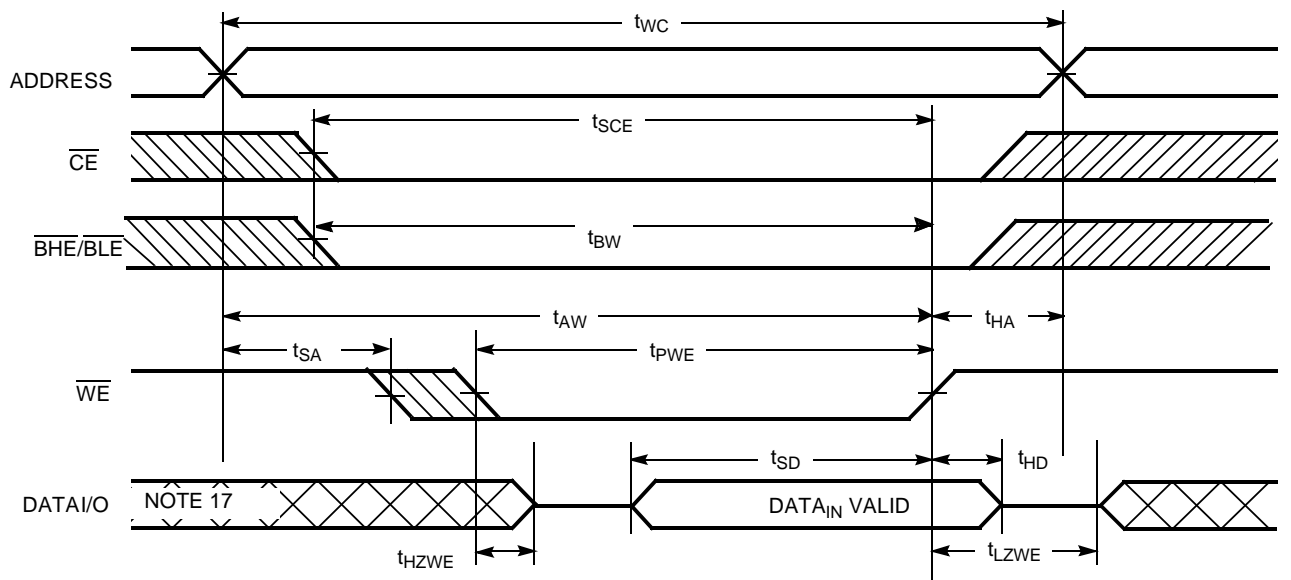 tWC
ADDRESS
tSCE
CE
tBW
BHE/BLE
tAW
tHA
tSA
tPWE
WE
tSD
tHD
DATAI/O
NOTE 17
DATAIN VALID
tHZWE
tLZWE